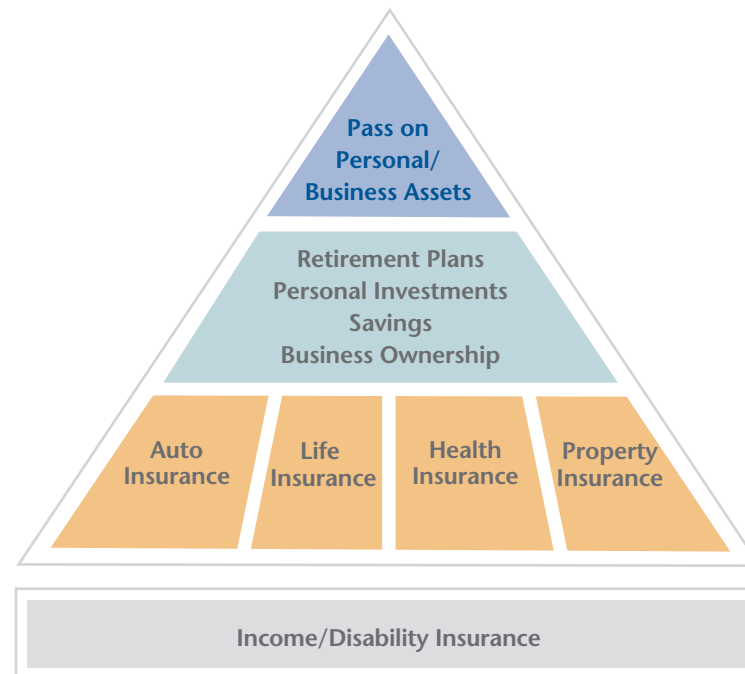 Pass on
Personal/
Business Assets
Retirement Plans
Personal Investments
Savings
Business Ownership
Auto
Insurance
Life
Insurance
Health
Insurance
Property
Insurance
Income/Disability Insurance